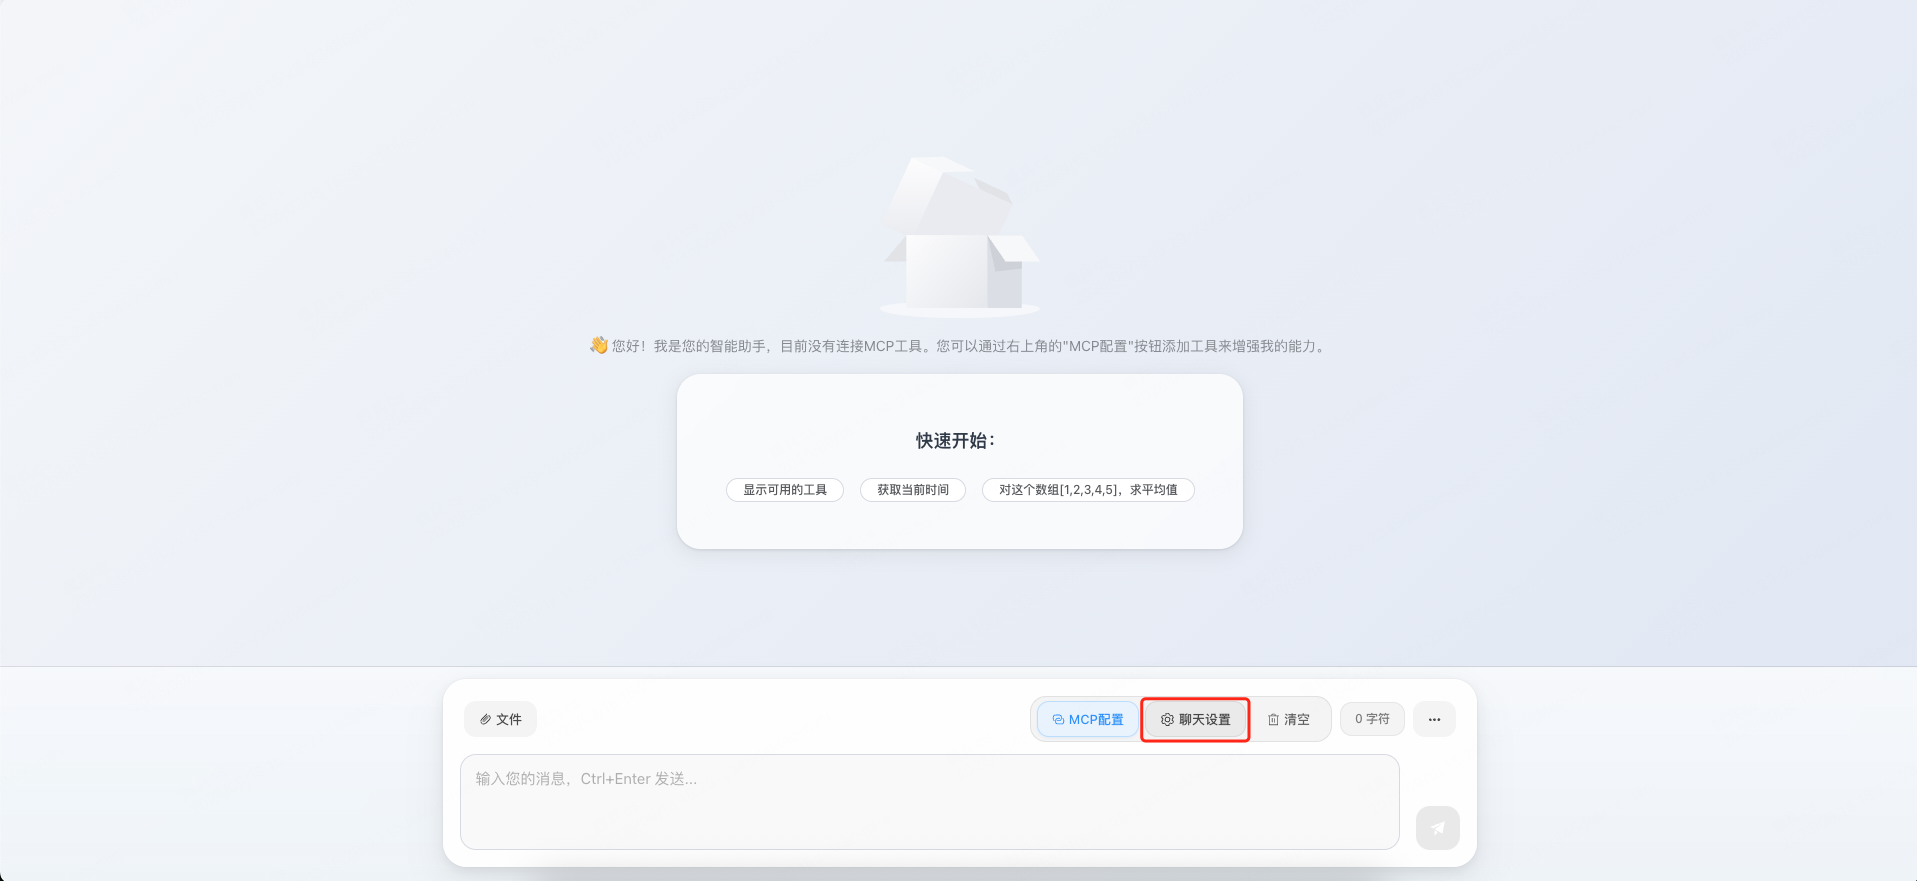 👋 您好！我是您的智能助手，目前没有连接MCP工具。您可以通过右上角的"MCP配置"按钮添加工具来增强我的能力。
快速开始：
显示可用的工具
获取当前时间
对这个数组[1,2,3,4,5]，求平均值
文件
MCP配置
聊天设置
清空
0 字符
···
输入您的消息，Ctrl+Enter 发送...